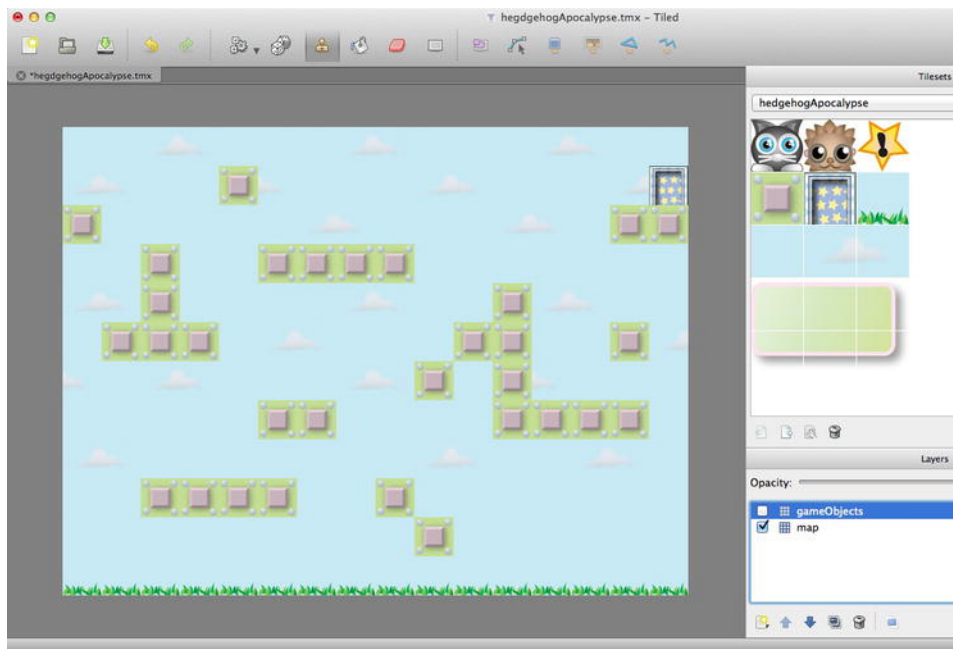 hegdgehogApocalypse.tmx - Tiled
*hegdgehogApocalypse.tmx
Tilesets
hedgehogApocalypse
Layers
Opacity:
gameObjects
map